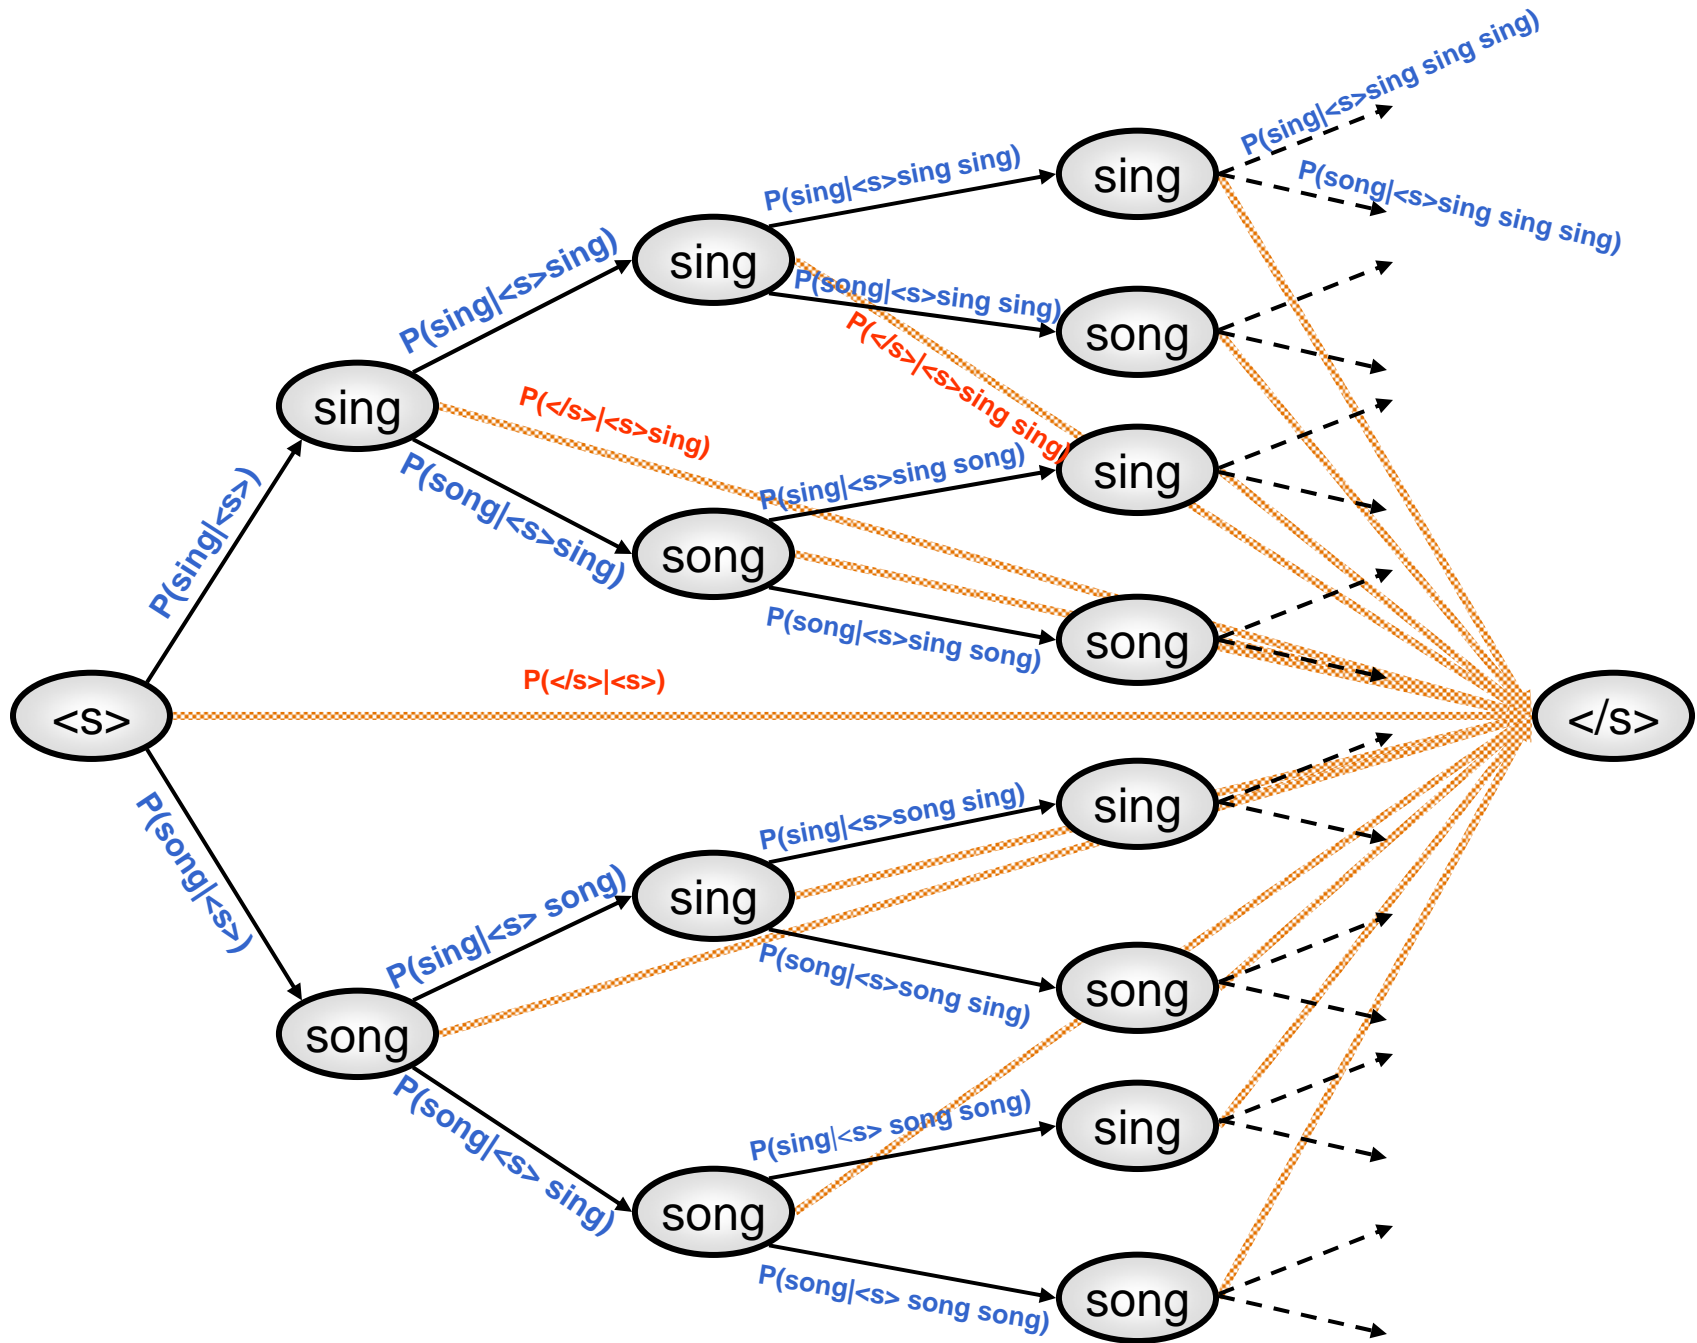 P(sing|<s>sing sing sing)
sing
P(sing|<s>sing sing)
P(song|<s>sing sing sing)
sing
P(sing|<s>sing)
P(song|<s>sing sing)
song
P(</s>|<s>sing sing)
sing
P(</s>|<s>sing)
P(sing|<s>sing song)
sing
P(song|<s>sing)
song
P(sing|<s>)
P(song|<s>sing song)
song
P(</s>|<s>)
<s>
</s>
P(song|<s>)
P(sing|<s>song sing)
sing
P(sing|<s> song)
sing
P(song|<s>song sing)
song
song
P(song|<s> sing)
P(sing|<s> song song)
sing
song
P(song|<s> song song)
song